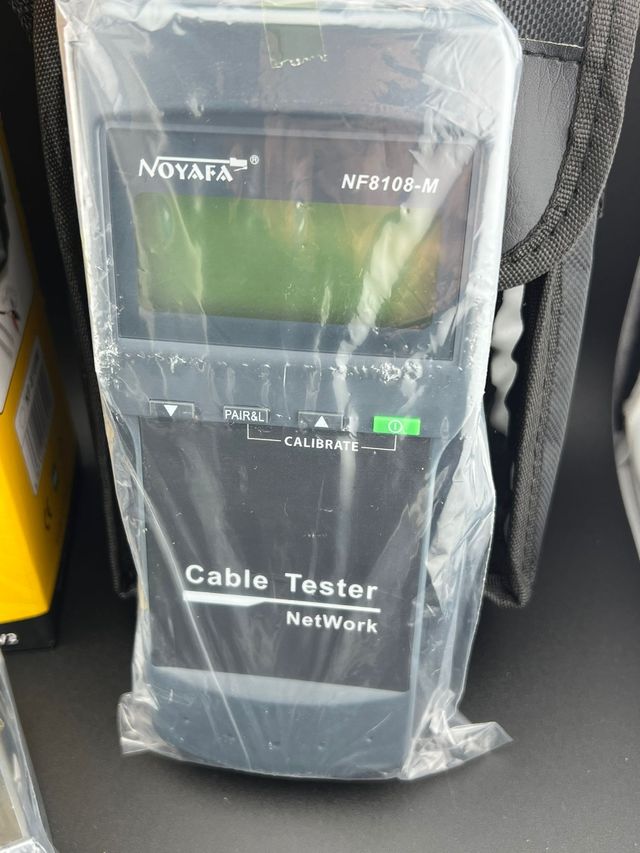 NOYAFA®
NF8108-M
PAIR&L
CALIBRATE
Cable Tester
NetWork